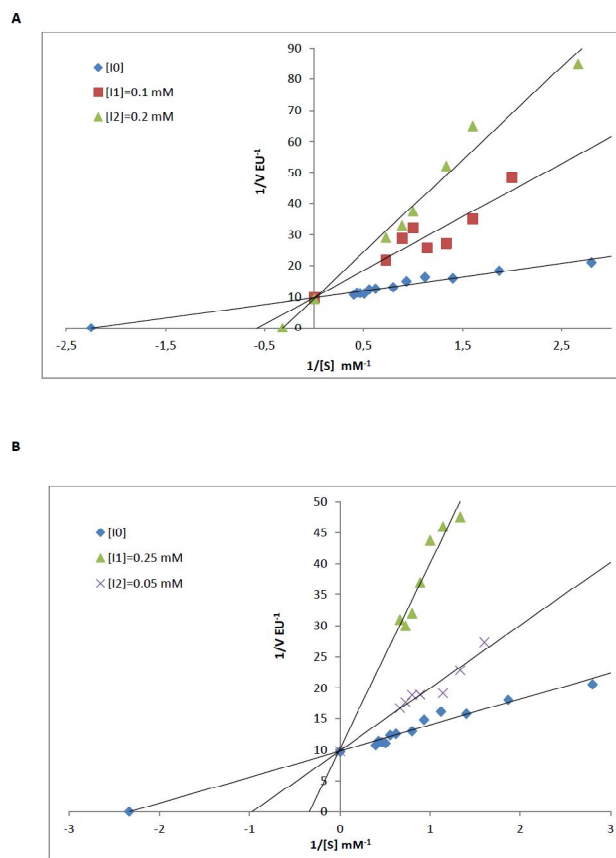 A
[I0]
[I1]=0.1 mM
[I2]=0.2 mM
90
80
70
60
50
40
30
20
10
0
1/V EU-1
-2,5
-1,5
-0,5
0,5
1,5
2,5
1/[S] mM-1
B
[I0]
[I1]=0.25 mM
[I2]=0.05 mM
50
45
40
35
30
25
20
15
10
5
0
1/V EU-1
-3
-2
-1
0
1
2
3
1/[S] mM-1